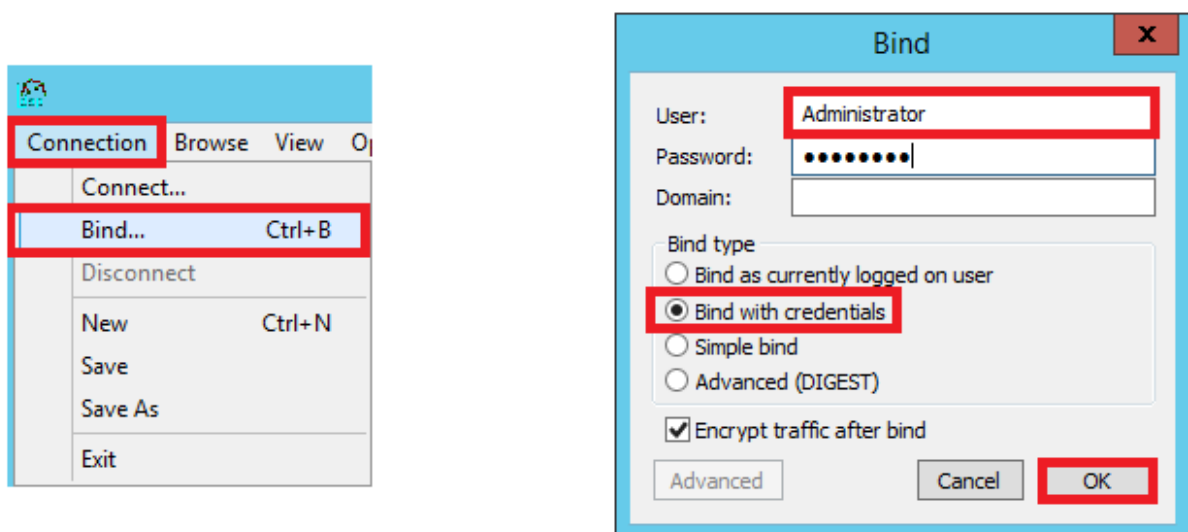 Connection Browse View
Connect...
Bind... Ctrl+B
Disconnect
New Ctrl+N
Save
Save As
Exit
Bind
x
User: Administrator
Password: ●●●●●●●●
Domain:
Bind type
Bind as currently logged on user
Bind with credentials
Simple bind
Advanced (DIGEST)
Encrypt traffic after bind
Advanced Cancel OK